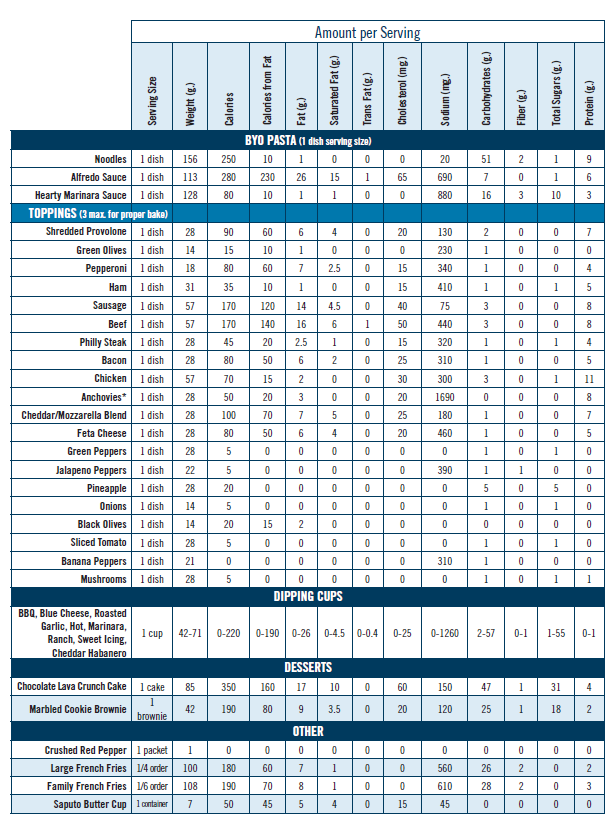 Amount per Serving
Serving Size Weight (g.) Calories Calories from Fat Fat (g.) Saturated Fat (g.) Trans Fat (g.) Cholesterol (mg.) Sodium (mg.) Carbohydrates (g.) Fiber (g.) Total Sugars (g.) Protein (g.)
BYO PASTA (1 dish serving size)
Noodles 1 dish 156 250 10 1 0 0 0 20 51 2 1 9
Alfredo Sauce 1 dish 113 280 230 26 15 1 65 690 7 0 1 6
Hearty Marinara Sauce 1 dish 128 80 10 1 1 0 0 880 16 3 10 3
TOPPINGS (3 max. for proper bake)
Shredded Provolone 1 dish 28 90 60 6 4 0 20 130 2 0 0 7
Green Olives 1 dish 14 15 10 1 0 0 0 230 1 0 0 0
Pepperoni 1 dish 18 80 60 7 2.5 0 15 340 1 0 0 4
Ham 1 dish 31 35 10 1 0 0 15 410 1 0 1 5
Sausage 1 dish 57 170 120 14 4.5 0 40 75 3 0 0 8
Beef 1 dish 57 170 140 16 6 1 50 440 3 0 0 8
Philly Steak 1 dish 28 45 20 2.5 1 0 15 320 1 0 1 4
Bacon 1 dish 28 80 50 6 2 0 25 310 1 0 0 5
Chicken 1 dish 57 70 15 2 0 0 30 300 3 0 1 11
Anchovies* 1 dish 28 50 20 3 0 0 20 1690 0 0 0 8
Cheddar/Mozzarella Blend 1 dish 28 100 70 7 5 0 25 180 1 0 0 7
Feta Cheese 1 dish 28 80 50 6 4 0 20 460 1 0 0 5
Green Peppers 1 dish 28 5 0 0 0 0 0 0 1 0 1 0
Jalapeno Peppers 1 dish 22 5 0 0 0 0 0 390 1 1 0 0
Pineapple 1 dish 28 20 0 0 0 0 0 0 5 0 5 0
Onions 1 dish 14 5 0 0 0 0 0 0 1 0 1 0
Black Olives 1 dish 14 20 15 2 0 0 0 0 0 0 0 0
Sliced Tomato 1 dish 28 5 0 0 0 0 0 0 1 0 1 0
Banana Peppers 1 dish 21 0 0 0 0 0 0 310 1 0 0 0
Mushrooms 1 dish 28 5 0 0 0 0 0 0 1 0 1 1
DIPPING CUPS
BBQ, Blue Cheese, Roasted
Garlic, Hot, Marinara,
Ranch, Sweet Icing,
Cheddar Habanero
1 cup 42-71 0-220 0-190 0-26 0-4.5 0-0.4 0-25 0-1260 2-57 0-1 1-55 0-1
DESSERTS
Chocolate Lava Crunch Cake 1 cake 85 350 160 17 10 0 60 150 47 1 31 4
Marbled Cookie Brownie 1 brownie 42 190 80 9 3.5 0 20 120 25 1 18 2
OTHER
Crushed Red Pepper 1 packet 1 0 0 0 0 0 0 0 0 0 0 0
Large French Fries 1/4 order 100 180 60 7 1 0 0 560 26 2 0 2
Family French Fries 1/6 order 108 190 70 8 1 0 0 610 28 2 0 3
Saputo Butter Cup 1 container 7 50 45 5 4 0 15 45 0 0 0 0